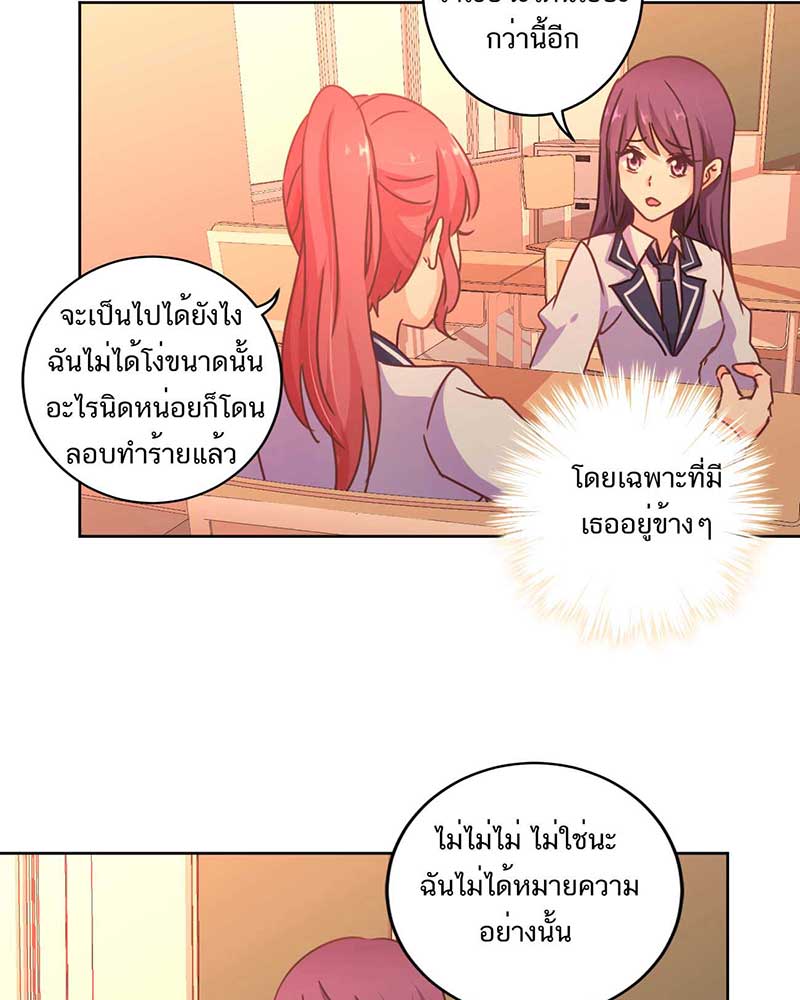 กว่านี้อีก
จะเป็นไปได้ยังไง
ฉันไม่ได้โง่ขนาดนั้น
อะไรนิดหน่อยก็โดน
ลอบทำร้ายแล้ว
โดยเฉพาะที่มี
เธออยู่ข้างๆ
ไม่ไม่ไม่ ไม่ใช่นะ
ฉันไม่ได้หมายความ
อย่างนั้น